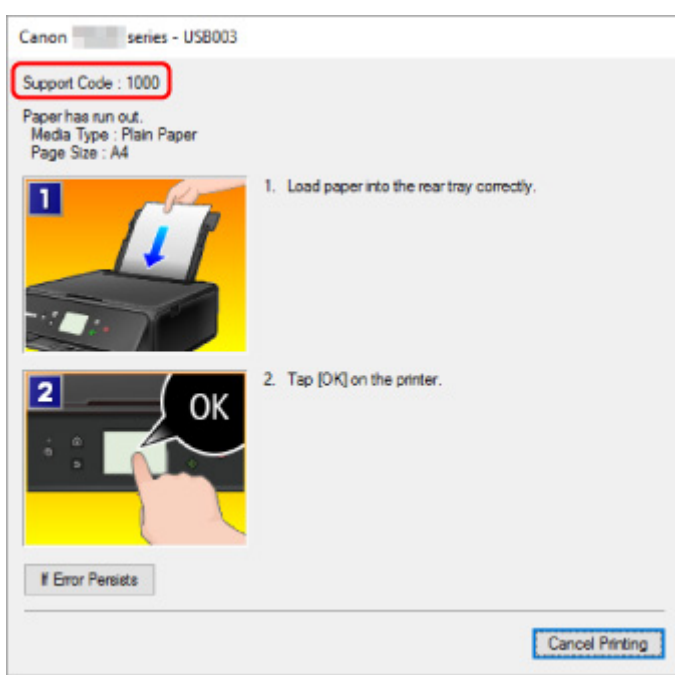 Canon series - USB003
Support Code : 1000
Paper has run out.
Media Type : Plain Paper
Page Size : A4
1
1. Load paper into the rear tray correctly.
2
OK
2. Tap [OK] on the printer.
If Error Persists
Cancel Printing